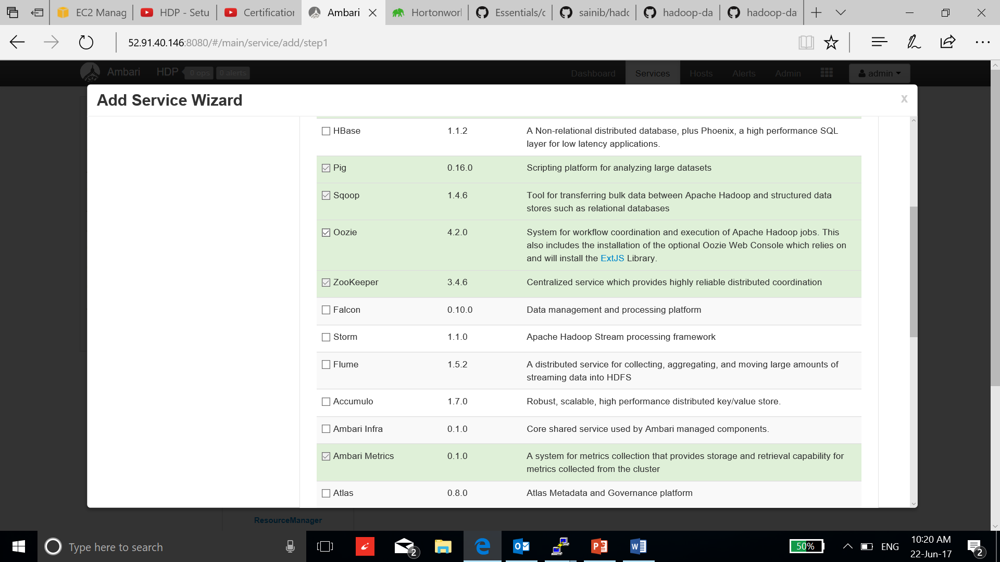 EC2 Manag
HDP - Setu
Certification
Ambari
Hortonworl
Essentials/c
sainib/hadc
hadoop-da
hadoop-da
52.91.40.146:8080/#/main/service/add/step1
Ambari HDP 0 ops 0 alerts Dashboard Services Hosts Alerts Admin admin
Add Service Wizard
x
HBase 1.1.2 A Non-relational distributed database, plus Phoenix, a high performance SQL
layer for low latency applications.
Pig 0.16.0 Scripting platform for analyzing large datasets
Sqoop 1.4.6 Tool for transferring bulk data between Apache Hadoop and structured data
stores such as relational databases
Oozie 4.2.0 System for workflow coordination and execution of Apache Hadoop jobs. This
also includes the installation of the optional Oozie Web Console which relies on
and will install the ExtJS Library.
ZooKeeper 3.4.6 Centralized service which provides highly reliable distributed coordination
Falcon 0.10.0 Data management and processing platform
Storm 1.1.0 Apache Hadoop Stream processing framework
Flume 1.5.2 A distributed service for collecting, aggregating, and moving large amounts of
streaming data into HDFS
Accumulo 1.7.0 Robust, scalable, high performance distributed key/value store.
Ambari Infra 0.1.0 Core shared service used by Ambari managed components.
Ambari Metrics 0.1.0 A system for metrics collection that provides storage and retrieval capability for
metrics collected from the cluster
Atlas 0.8.0 Atlas Metadata and Governance platform
ResourceManager
Type here to search
2
50%
ENG
10:20 AM
22-Jun-17
2